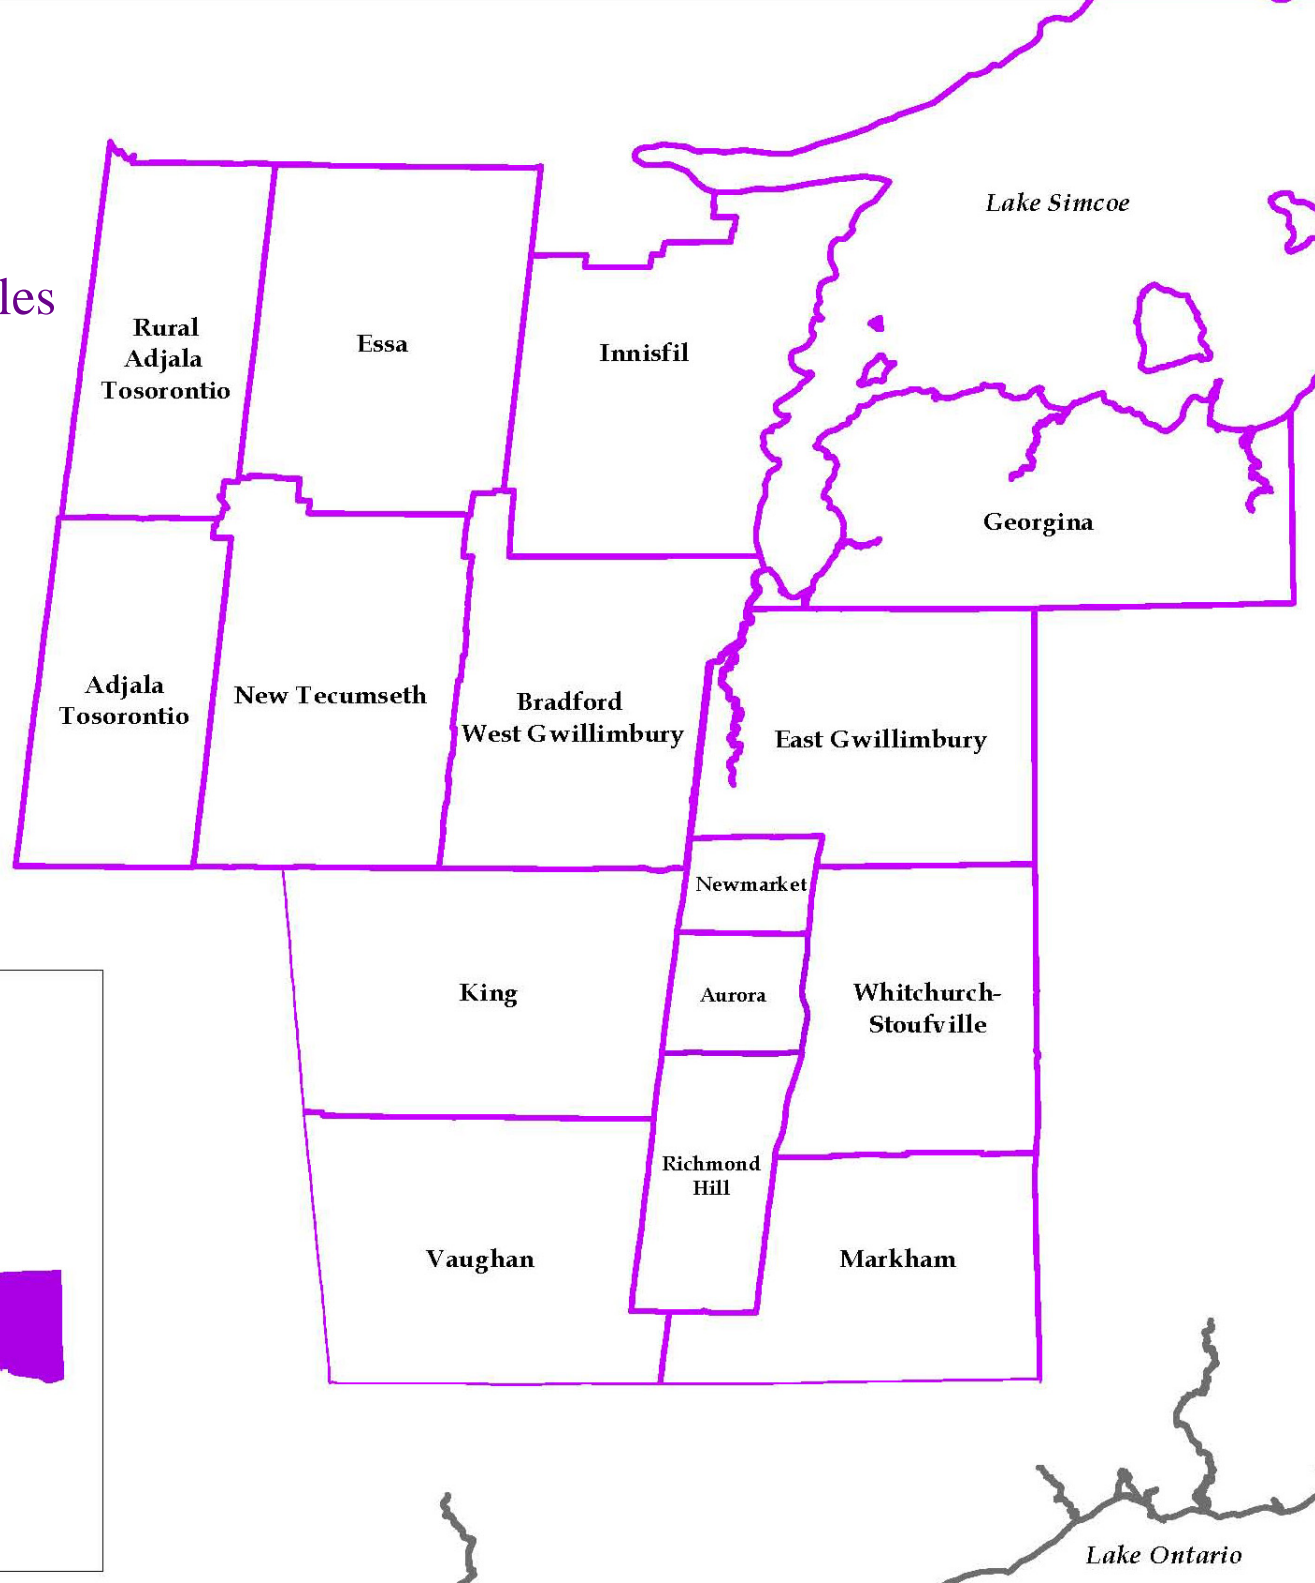 Lake Simcoe
les
Rural
Adjala
Tosorontio
Essa
Innisfil
Georgina
Adjala
Tosorontio
New Tecumseth
Bradford
West Gwillimbury
East Gwillimbury
Newmarket
King
Aurora
Whitchurch-
Stoufville
Richmond
Hill
Vaughan
Markham
Lake Ontario